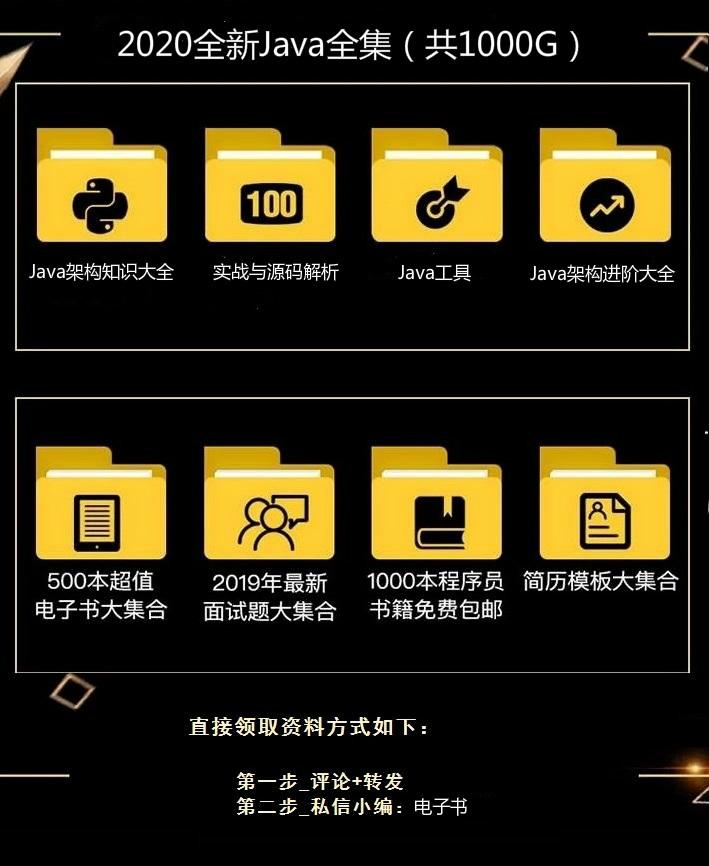 2020全新Java全集（共1000G）
100
Java架构知识大全
实战与源码解析
Java工具
Java架构进阶大全
500本超值
电子书大集合
2019年最新
面试题大集合
1000本程序员
书籍免费包邮
简历模板大集合
直接领取资料方式如下：
第一步_评论+转发
第二步_私信小编：电子书